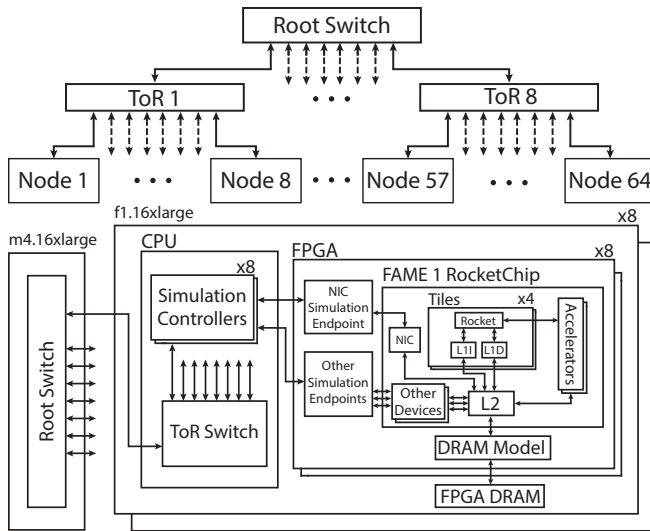 Root Switch
ToR 1
ToR 8
Node 1
Node 8
Node 57
Node 64
f1.16xlarge
x8
m4.16xlarge
Root Switch
CPU
x8
Simulation
Controllers
ToR Switch
FPGA
x8
NIC
Simulation
Endpoint
Other
Simulation
Endpoints
FAME 1 RocketChip
Tiles
x4
Rocket
L1I
L1D
NIC
Other
Devices
L2
Accelerators
DRAM Model
FPGA DRAM